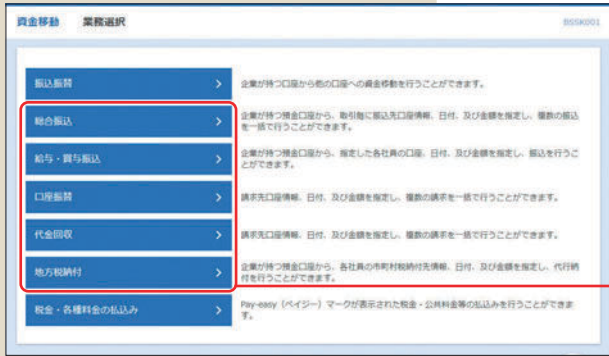 資金移動 業務選択
BSSK001
振込振替
企業が持つ口座から他の口座への資金移動を行うことができます。
総合振込
企業が持つ預金口座から、取引毎に振込先口座情報、日付、及び金額を指定し、複数の振込
を一括で行うことができます。
給与・賞与振込
企業が持つ預金口座から、指定した各社員の口座、日付、及び金額を指定し、振込を行うこ
とができます。
口座振替
請求先口座情報、日付、及び金額を指定し、複数の請求を一括で行うことができます。
代金回収
請求先口座情報、日付、及び金額を指定し、複数の請求を一括で行うことができます。
地方税納付
企業が持つ預金口座から、各社員の市町村税納付先情報、日付、及び金額を指定し、代行納
付を行うことができます。
税金・各種料金の払込み
Pay-easy（ペイジー）マークが表示された税金・公共料金等の払込みを行うことができま
す。